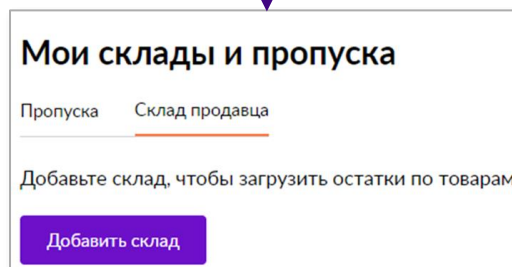 Мои склады и пропуска
Пропуска Склад продавца
Добавьте склад, чтобы загрузить остатки по товарам
Добавить склад